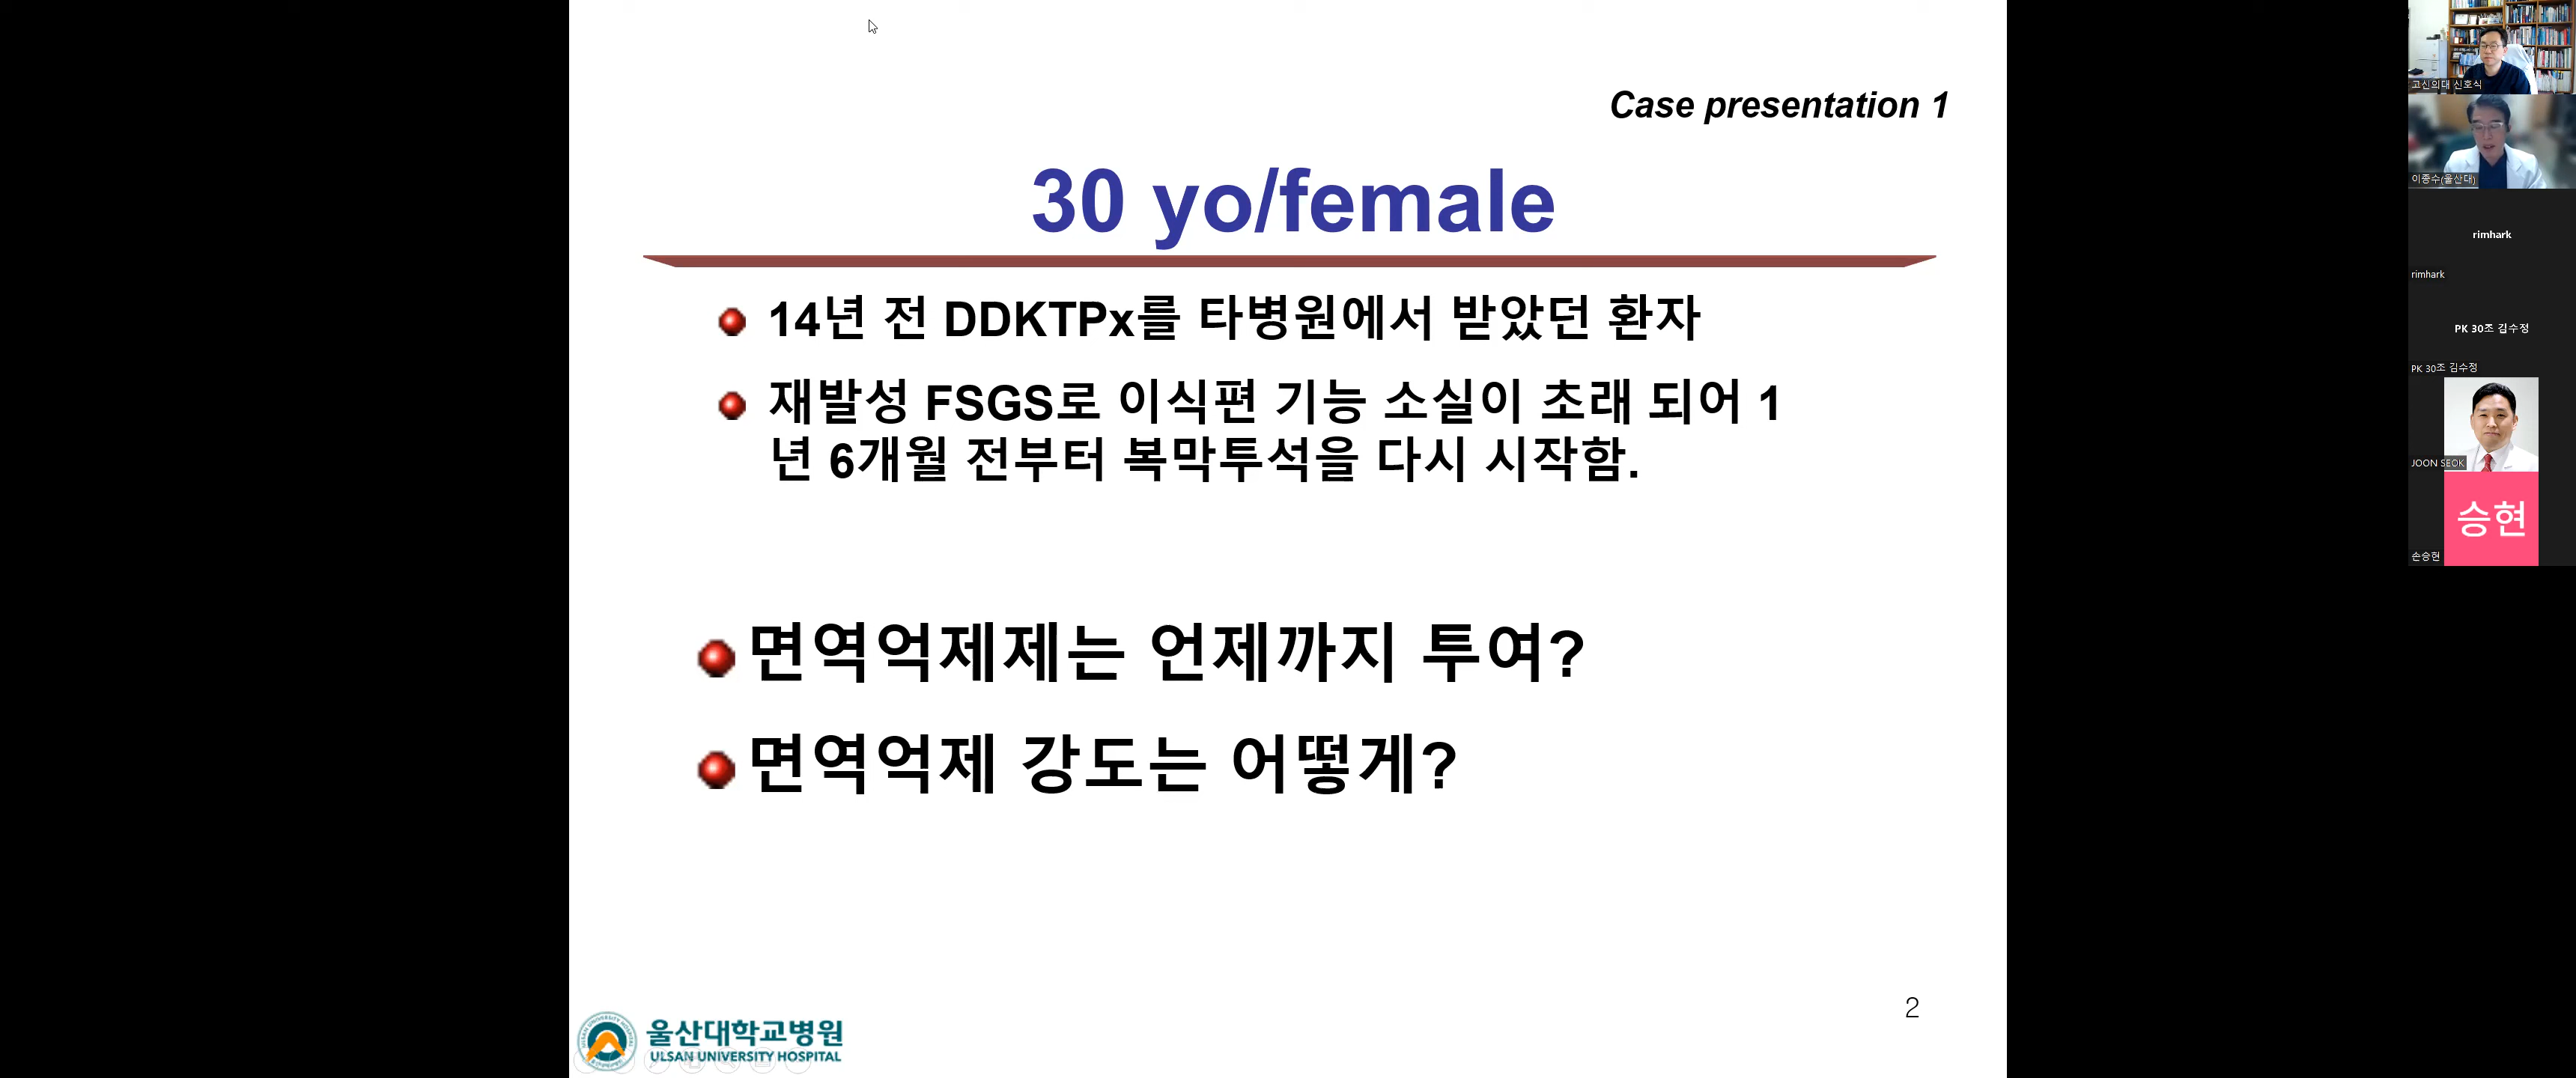 Case presentation 1
30 yo/female
14년 전 DDKTPx를 타병원에서 받았던 환자
재발성 FSGS로 이식편 기능 소실이 초래 되어 1
년 6개월 전부터 복막투석을 다시 시작함.
면역억제제는 언제까지 투여?
면역억제 강도는 어떻게?
2
울산대학교병원
ULSAN UNIVERSITY HOSPITAL
고신의대 신호식
이종수(울산대)
rimhark
rimhark
PK 30조 김수정
PK 30조 김수정
JOON SEOK
승현
손승현